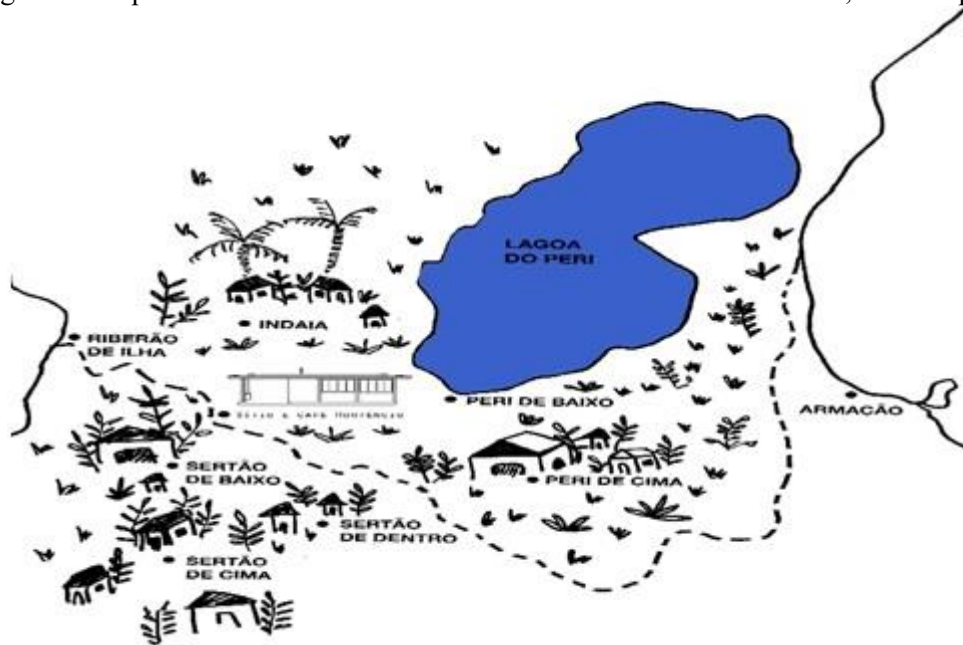 LAGOA
DO PERI
INDAIA
RIBERÃO
DE ILHA
PERI DE BAIXO
ARMACÃO
SERTÃO
DE BAIXO
PERI DE CIMA
SERTÃO
DE DENTRO
SERTÃO
DE CIMA